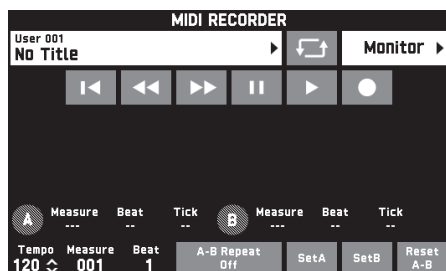 MIDI RECORDER
User 001
No Title
Monitor
A Measure Beat Tick B Measure Beat Tick
--- -- -- --- -- --
Tempo Measure Beat A-B Repeat SetA SetB Reset
120 001 1 Off A-B